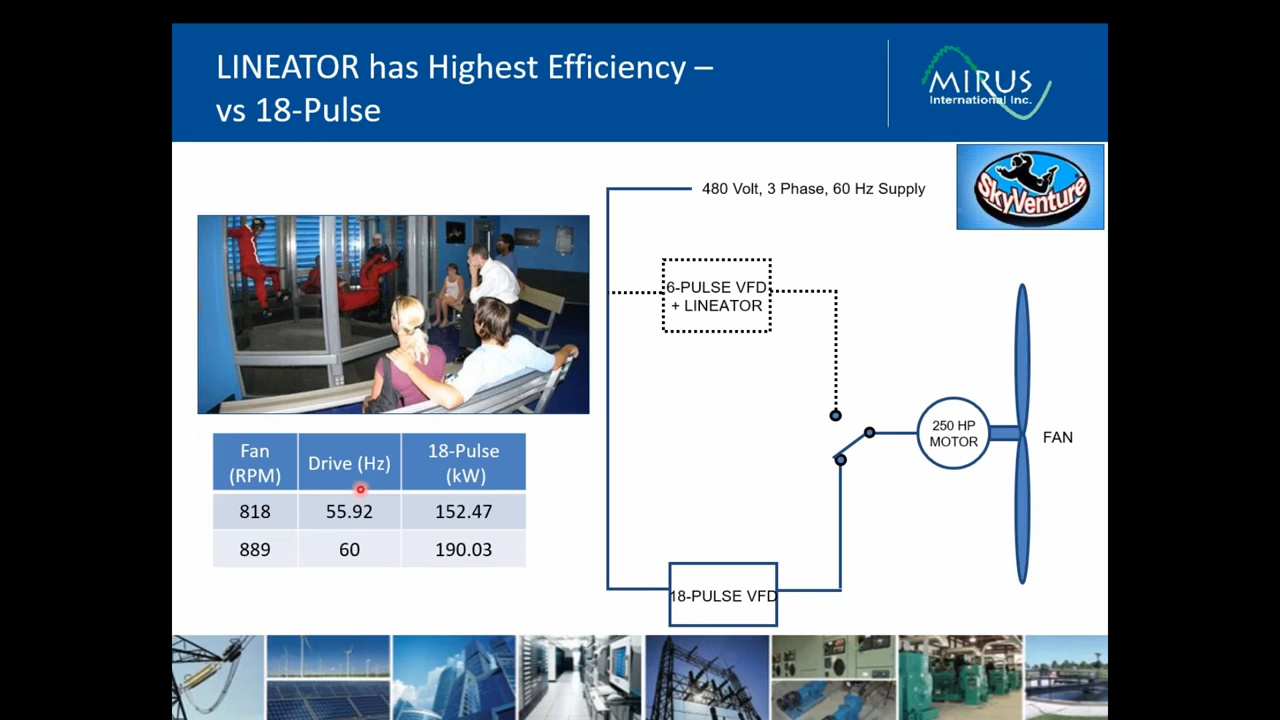 LINEATOR has Highest Efficiency –
vs 18-Pulse
MIRUS
International Inc.
SkyVenture
480 Volt, 3 Phase, 60 Hz Supply
6-PULSE VFD
+ LINEATOR
250 HP
MOTOR
FAN
18-PULSE VFD
Fan
(RPM)
Drive (Hz)
18-Pulse
(kW)
818 55.92 152.47
889 60 190.03